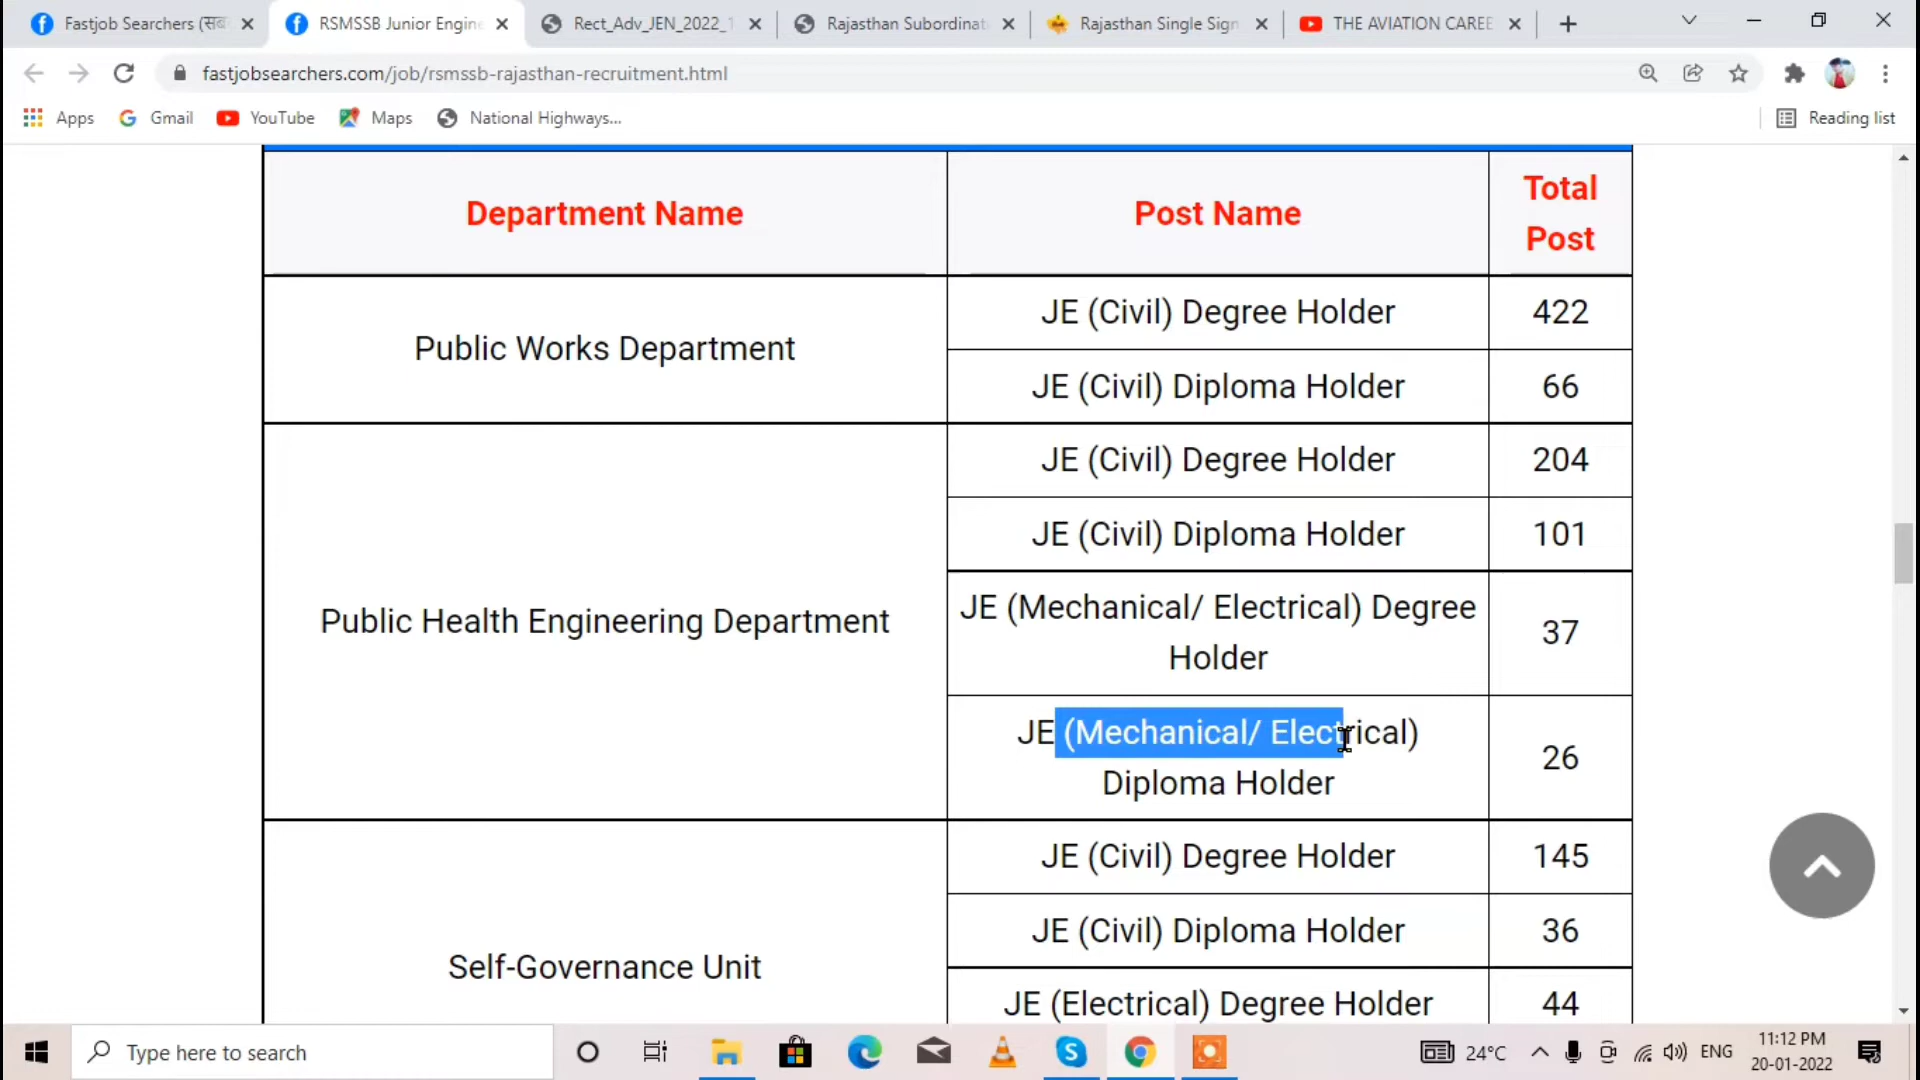 Fastjob Searchers (सब
RSMSSB Junior Engine
Rect_Adv_JEN_2022_
Rajasthan Subordinat
Rajasthan Single Sign
THE AVIATION CAREE
fastjobsearchers.com/job/rsmssb-rajasthan-recruitment.html
Apps
Gmail
YouTube
Maps
National Highways...
Reading list
Department Name
Post Name
Total
Post
Public Works Department
JE (Civil) Degree Holder
422
JE (Civil) Diploma Holder
66
Public Health Engineering Department
JE (Civil) Degree Holder
204
JE (Civil) Diploma Holder
101
JE (Mechanical/ Electrical) Degree
Holder
37
JE (Mechanical/ Electrical)
Diploma Holder
26
Self-Governance Unit
JE (Civil) Degree Holder
145
JE (Civil) Diploma Holder
36
JE (Electrical) Degree Holder
44
Type here to search
24°C
ENG
11:12 PM
20-01-2022